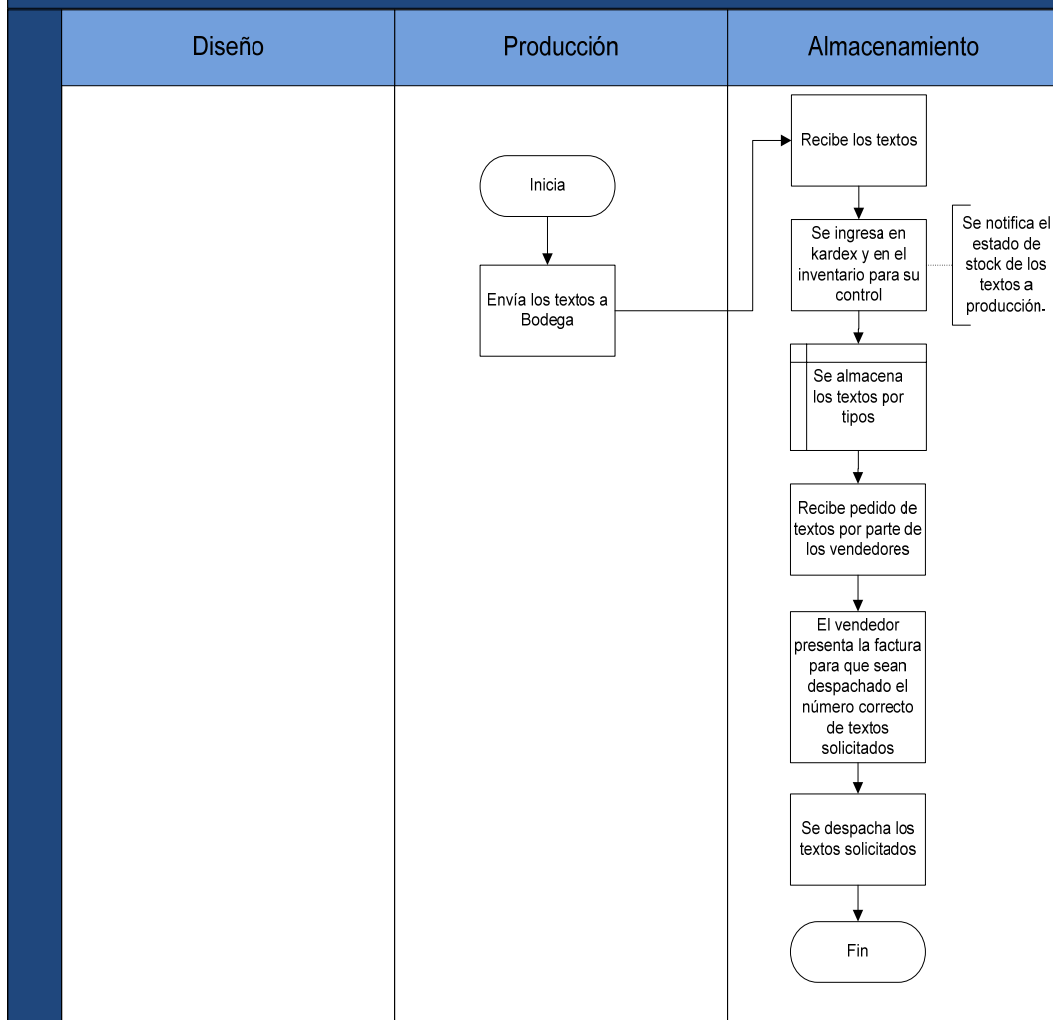 Diseño
Producción
Almacenamiento
Inicia
Envía los textos a
Bodega
Recibe los textos
Se ingresa en
kardex y en el
inventario para su
control
Se notifica el
estado de
stock de los
textos a
producción.
Se almacena
los textos por
tipos
Recibe pedido de
textos por parte de
los vendedores
El vendedor
presenta la factura
para que sean
despachado el
número correcto
de textos
solicitados
Se despacha los
textos solicitados
Fin